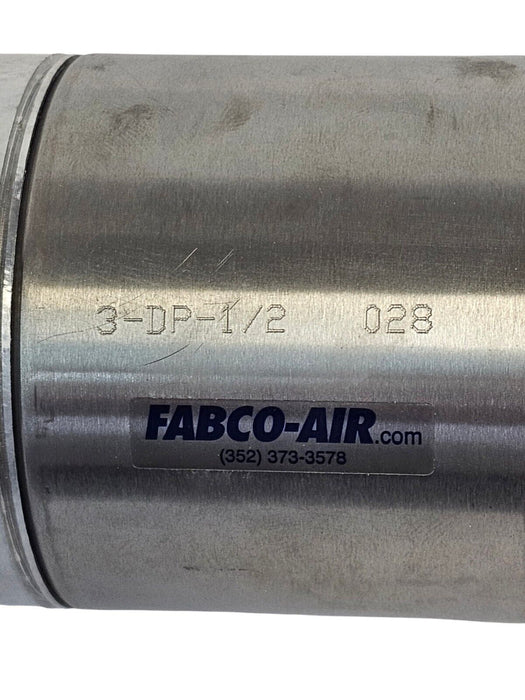 3-DP-1/2 028
FABCO-AIR.com
(352) 373-3578